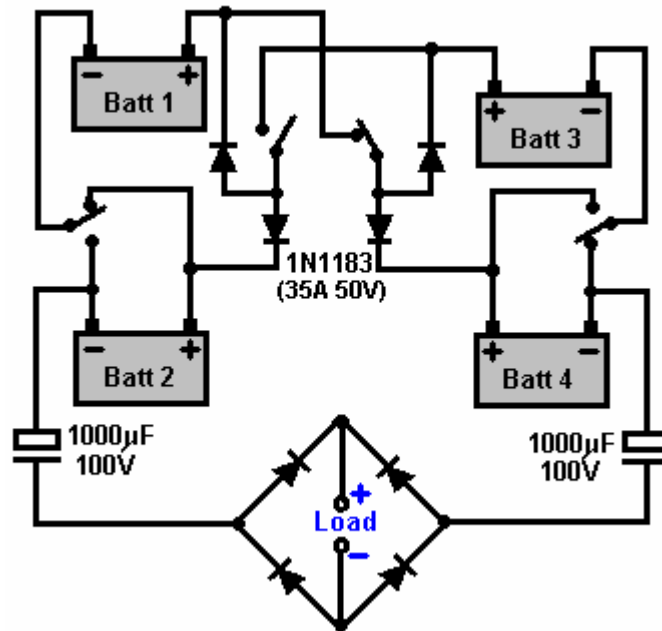 - +
Batt 1
+ -
Batt 3
1N1183
(35A 50V)
- +
Batt 2
+ -
Batt 4
1000µF
100V
1000µF
100V
+
Load
-